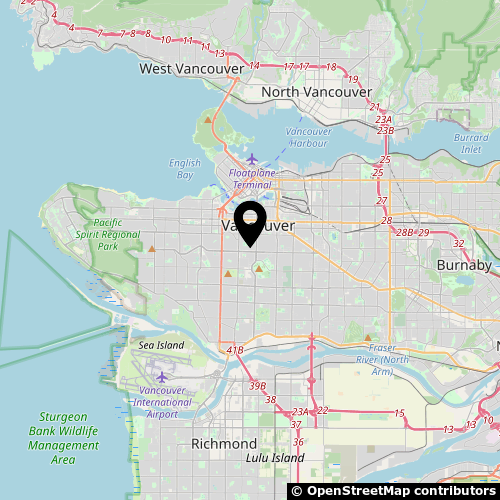 2
4
7
8
8
10
11
13
14
17
17
18
19
West Vancouver
North Vancouver
21
23A
23B
Vancouver
Harbour
Burrard
Inlet
English
Bay
Floatplane
Terminal
25
25
27
28
28B
29
32
Pacific
Spirit Regional
Park
Vancouver
Burnaby
Sea Island
41B
39B
38
37
36
23A
22
15
13
13
10
Fraser
River (North
Arm)
Vancouver
International
Airport
Sturgeon
Bank Wildlife
Management
Area
Richmond
Lulu Island
© OpenStreetMap contributors